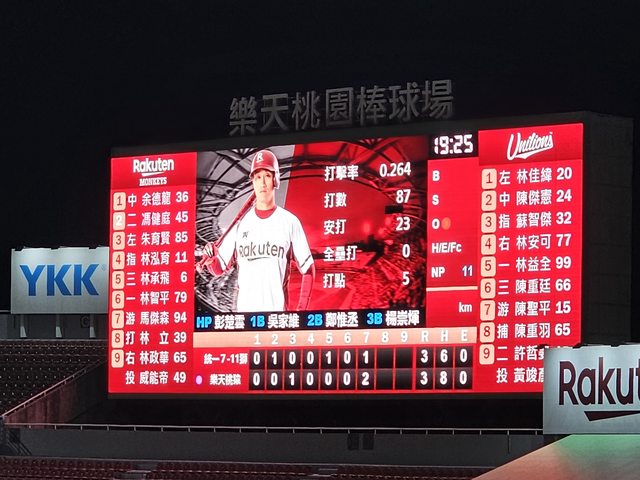 樂天桃園棒球場
19:25
Rakuten
MONKEYS
1 中 余德龍 36
2 一 馮健庭 45
3 左 朱育賢 85
4 指 林泓育 11
5 三 林承飛 6
6 一 林智平 79
7 游 馬傑森 94
8 打 林 立 39
9 右 林政華 65
投 威能帝 49
R
Rakuten
打擊率 0.264
打數 87
安打 23
全壘打 0
打點 5
B
S
O
H/E/Fc
NP 11
km
Unilions
1 左 林佳緯 20
2 中 陳傑憲 24
3 指 蘇智傑 32
4 右 林安可 77
5 一 林益全 99
6 三 陳重廷 66
7 游 陳聖平 15
8 捕 陳重羽 65
9 二 許哲
投 黃竣彥
HP 彭楚雲 1B 吳家維 2B 鄭惟丞 3B 楊崇煇
1 2 3 4 5 6 7 8 9 R H E
統一7-11獅 0 1 0 1 0 1 0 3 6 0
樂天桃猿 0 0 0 1 0 0 2 3 8 0
YKK
Rakut